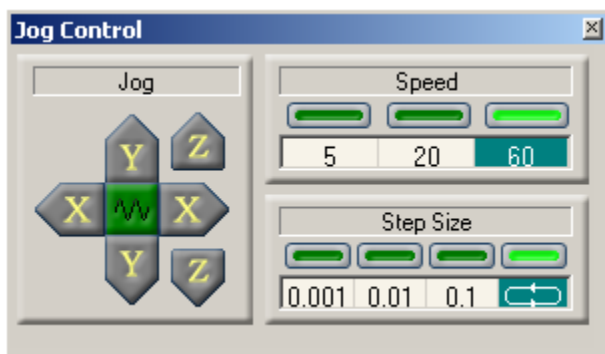 Jog Control
Jog
Y Z
X X
Y Z
Speed
5 20 60
Step Size
0.001 0.01 0.1